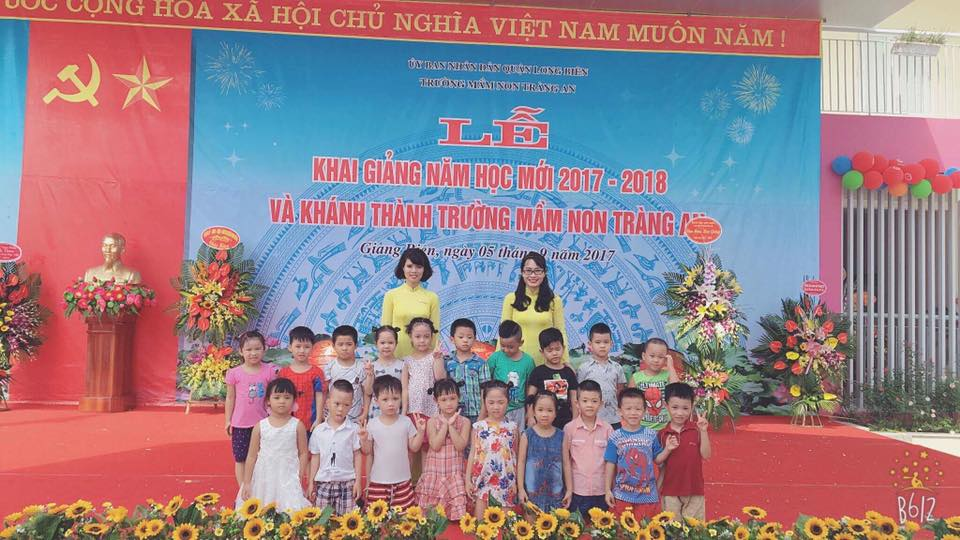 ƯỚC CỘNG HÒA XÃ HỘI CHỦ NGHĨA VIỆT NAM MUÔN NĂM !
ỦY BAN NHÂN DÂN QUẬN LONG BIÊN
TRƯỜNG MẦM NON TRÀNG AN
LỄ
KHAI GIẢNG NĂM HỌC MỚI 2017 - 2018
VÀ KHÁNH THÀNH TRƯỜNG MẦM NON TRÀNG AN
Giang Biên, ngày 05 tháng 9 năm 2017
B612